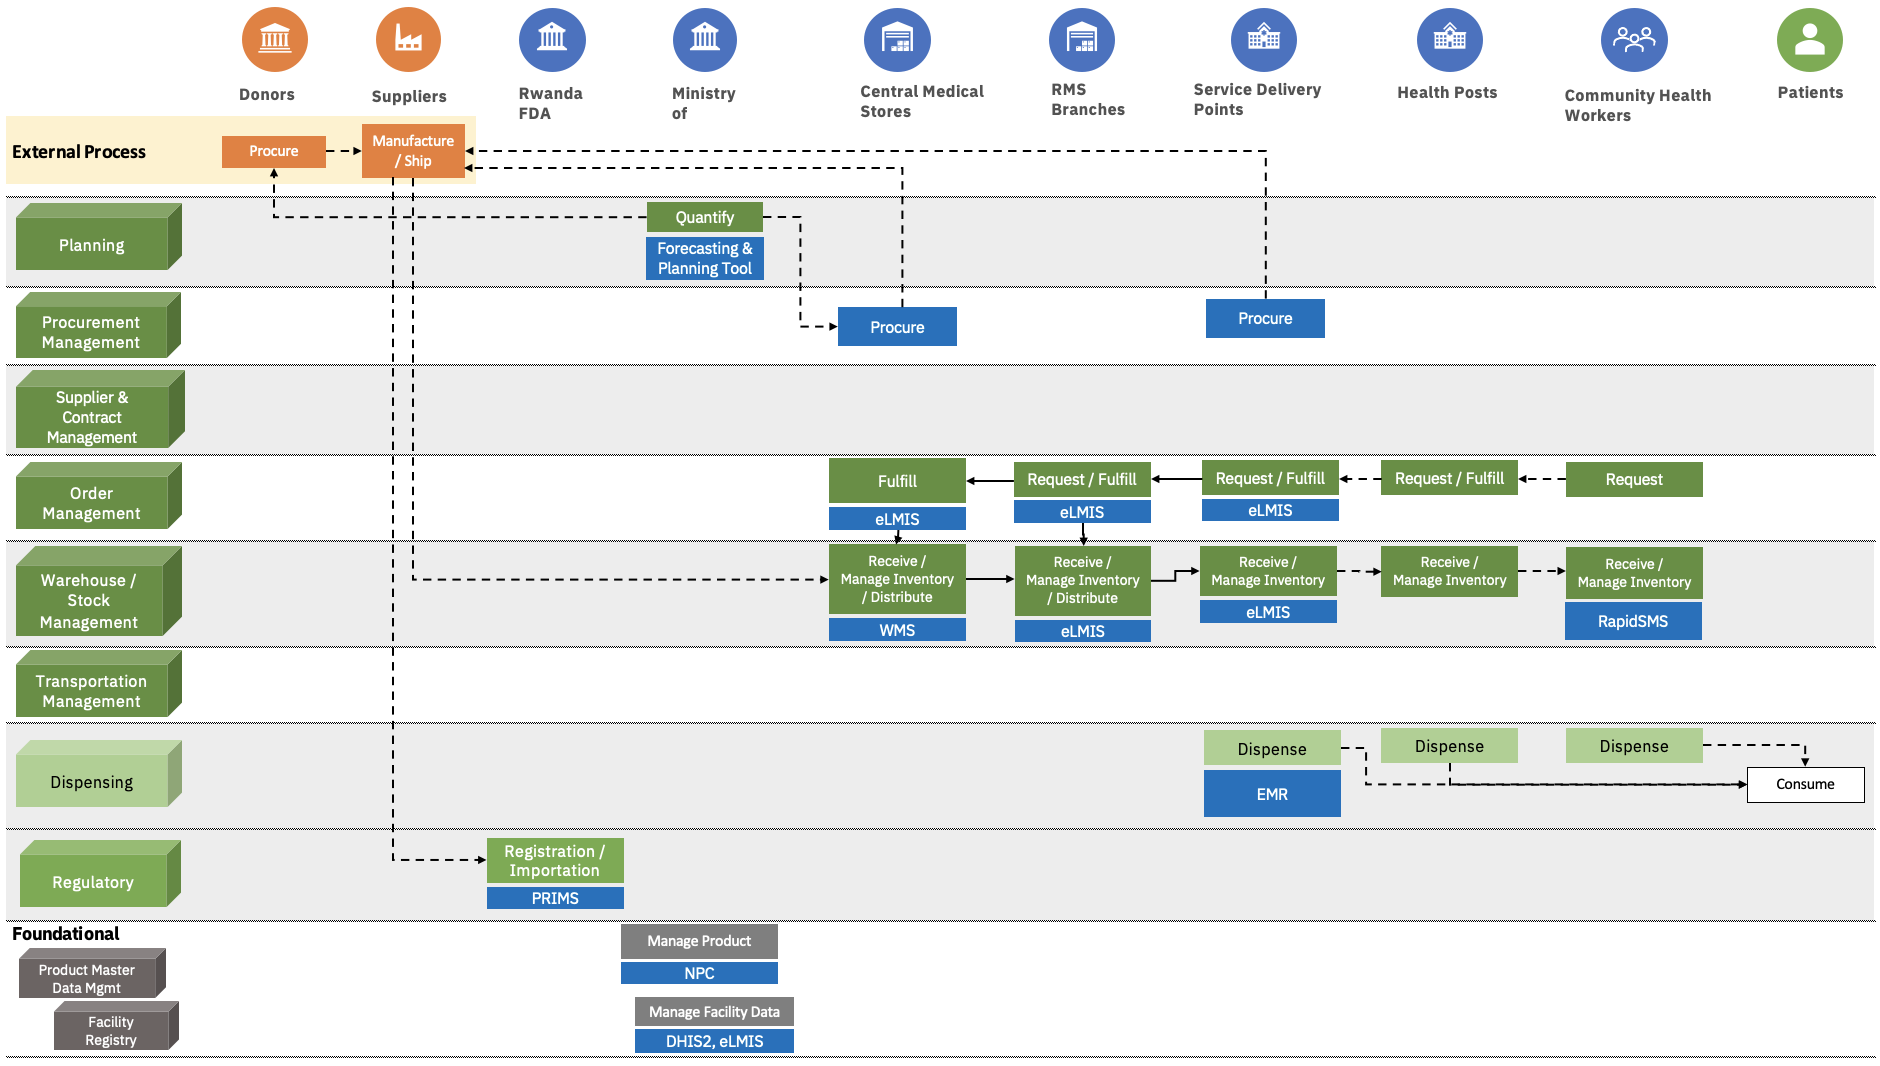 Donors
Suppliers
Rwanda
FDA
Ministry
of
Central Medical
Stores
RMS
Branches
Service Delivery
Points
Health Posts
Community Health
Workers
Patients
External Process
Procure
Manufacture
/ Ship
Planning
Quantify
Forecasting &
Planning Tool
Procurement
Management
Procure
Procure
Supplier &
Contract
Management
Order
Management
Fulfill
eLMIS
Request / Fulfill
eLMIS
Request / Fulfill
eLMIS
Request / Fulfill
Request
Warehouse /
Stock
Management
Receive /
Manage Inventory
/ Distribute
WMS
Receive /
Manage Inventory
/ Distribute
eLMIS
Receive /
Manage Inventory
eLMIS
Receive /
Manage Inventory
Receive /
Manage Inventory
RapidSMS
Transportation
Management
Dispensing
Dispense
EMR
Dispense
Dispense
Consume
Regulatory
Registration /
Importation
PRIMS
Foundational
Product Master
Data Mgmt
Manage Product
NPC
Facility
Registry
Manage Facility Data
DHIS2, eLMIS